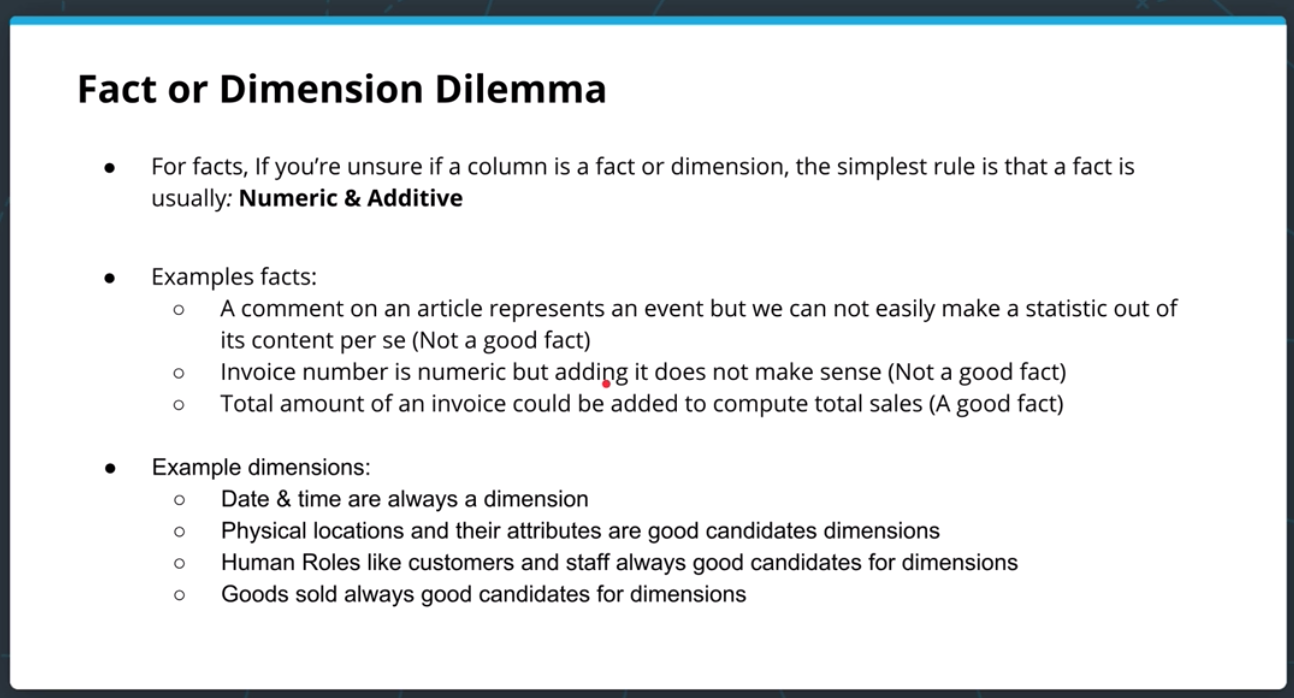 Fact or Dimension Dilemma
● For facts, If you’re unsure if a column is a fact or dimension, the simplest rule is that a fact is
usually: Numeric & Additive
● Examples facts:
○ A comment on an article represents an event but we can not easily make a statistic out of
its content per se (Not a good fact)
○ Invoice number is numeric but adding it does not make sense (Not a good fact)
○ Total amount of an invoice could be added to compute total sales (A good fact)
● Example dimensions:
○ Date & time are always a dimension
○ Physical locations and their attributes are good candidates dimensions
○ Human Roles like customers and staff always good candidates for dimensions
○ Goods sold always good candidates for dimensions